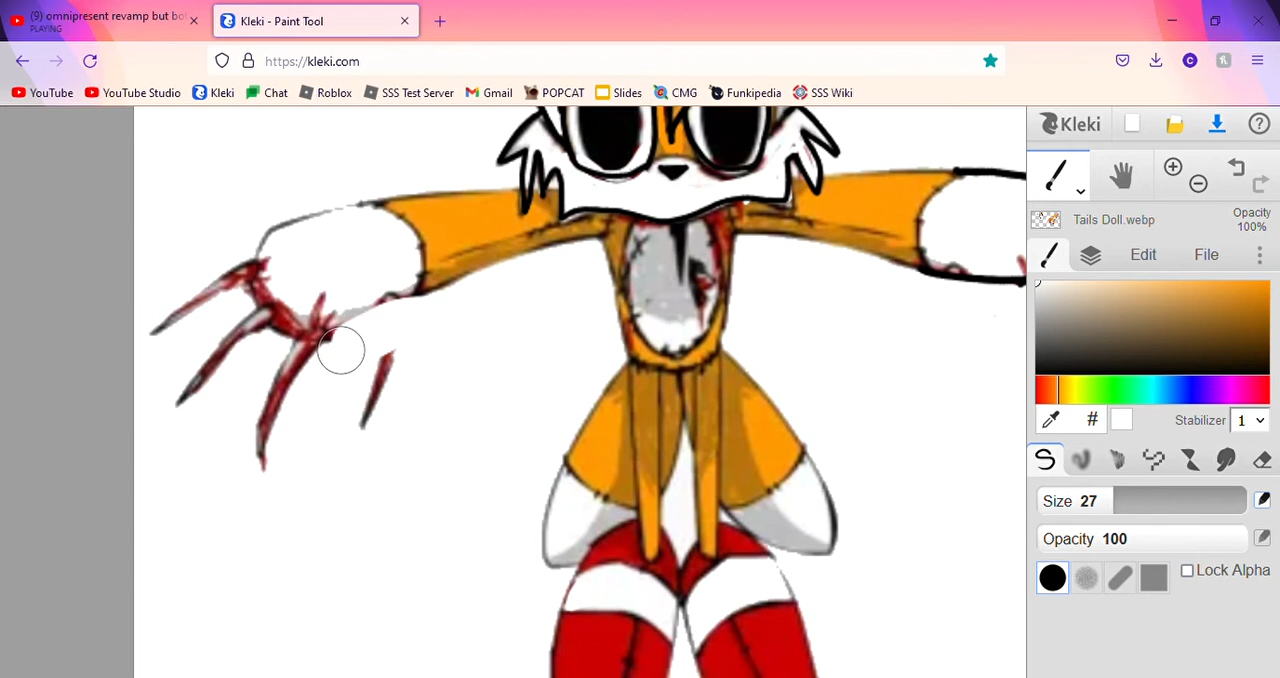 (9) omnipresent revamp but bo
PLAYING
Kleki - Paint Tool
https://kleki.com
YouTube YouTube Studio Kleki Chat Roblox SSS Test Server Gmail POPCAT Slides CMG Funkipedia SSS Wiki
Kleki
Tails Doll.webp Opacity
100%
Edit File
# Stabilizer 1
Size 27
Opacity 100
Lock Alpha